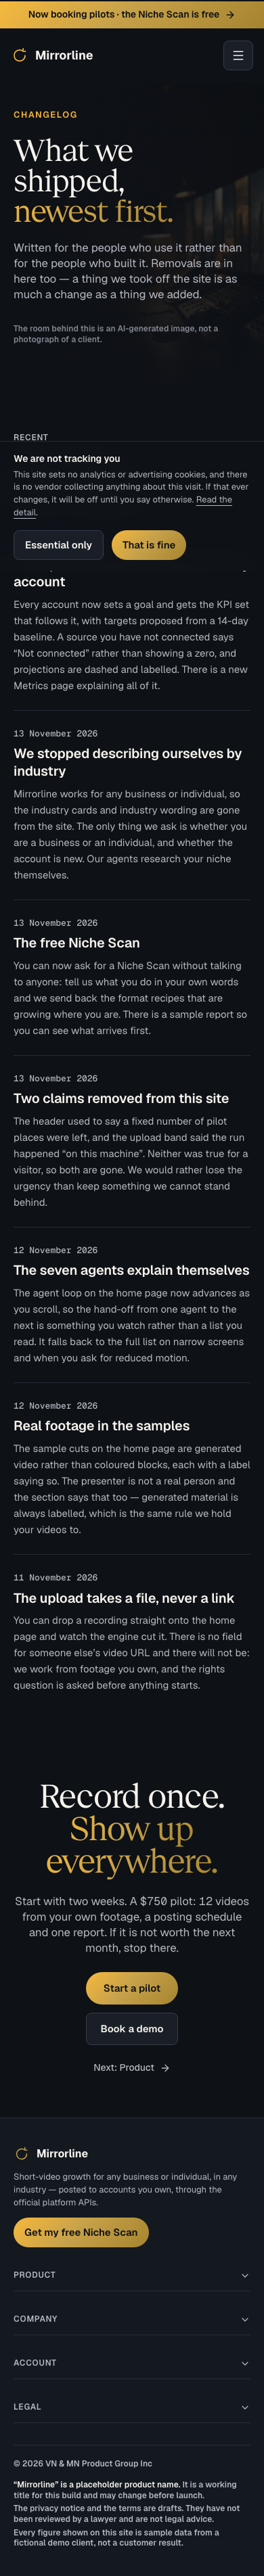 Now booking pilots · the Niche Scan is free →
Mirrorline
CHANGELOG
What we
shipped,
newest first.
Written for the people who use it rather than
for the people who built it. Removals are in
here too — a thing we took off the site is as
much a change as a thing we added.
The room behind this is an AI-generated image, not a
photograph of a client.
RECENT
We are not tracking you
This site sets no analytics or advertising cookies, and there
is no vendor collecting anything about this visit. If that ever
changes, it will be off until you say otherwise. Read the
detail.
Essential only
That is fine
account
Every account now sets a goal and gets the KPI set
that follows it, with targets proposed from a 14-day
baseline. A source you have not connected says
“Not connected” rather than showing a zero, and
projections are dashed and labelled. There is a new
Metrics page explaining all of it.
13 November 2026
We stopped describing ourselves by
industry
Mirrorline works for any business or individual, so
the industry cards and industry wording are gone
from the site. The only thing we ask is whether you
are a business or an individual, and whether the
account is new. Our agents research your niche
themselves.
13 November 2026
The free Niche Scan
You can now ask for a Niche Scan without talking
to anyone: tell us what you do in your own words
and we send back the format recipes that are
growing where you are. There is a sample report so
you can see what arrives first.
13 November 2026
Two claims removed from this site
The header used to say a fixed number of pilot
places were left, and the upload band said the run
happened “on this machine”. Neither was true for a
visitor, so both are gone. We would rather lose the
urgency than keep something we cannot stand
behind.
12 November 2026
The seven agents explain themselves
The agent loop on the home page now advances as
you scroll, so the hand-off from one agent to the
next is something you watch rather than a list you
read. It falls back to the full list on narrow screens
and when you ask for reduced motion.
12 November 2026
Real footage in the samples
The sample cuts on the home page are generated
video rather than coloured blocks, each with a label
saying so. The presenter is not a real person and
the section says that too — generated material is
always labelled, which is the same rule we hold
your videos to.
11 November 2026
The upload takes a file, never a link
You can drop a recording straight onto the home
page and watch the engine cut it. There is no field
for someone else’s video URL and there will not be:
we work from footage you own, and the rights
question is asked before anything starts.
Record once.
Show up
everywhere.
Start with two weeks. A $750 pilot: 12 videos
from your own footage, a posting schedule
and one report. If it is not worth the next
month, stop there.
Start a pilot
Book a demo
Next: Product →
Mirrorline
Short-video growth for any business or individual, in any
industry — posted to accounts you own, through the
official platform APIs.
Get my free Niche Scan
PRODUCT
COMPANY
ACCOUNT
LEGAL
© 2026 VN & MN Product Group Inc
“Mirrorline” is a placeholder product name. It is a working
title for this build and may change before launch.
The privacy notice and the terms are drafts. They have not
been reviewed by a lawyer and are not legal advice.
Every figure shown on this site is sample data from a
fictional demo client, not a customer result.